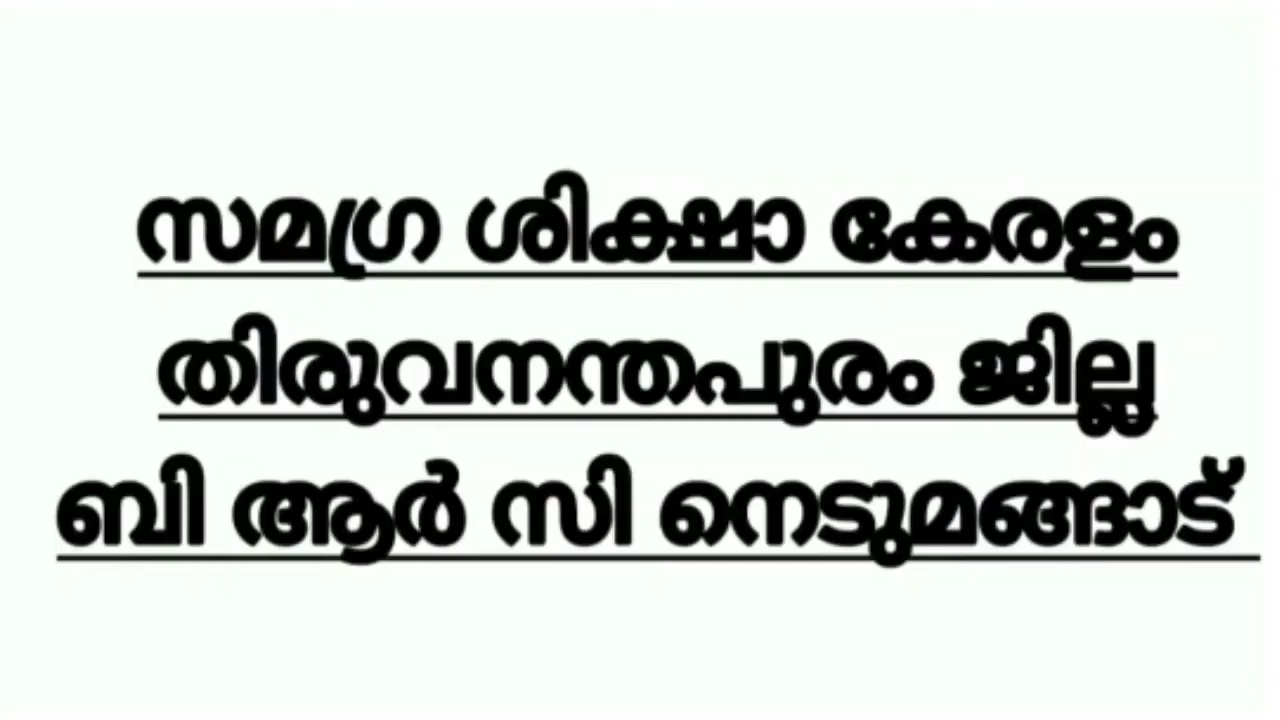 സമഗ്ര ശിക്ഷാ കേരളം
തിരുവനന്തപുരം ജില്ല
ബി ആർ സി നെടുമങ്ങാട്